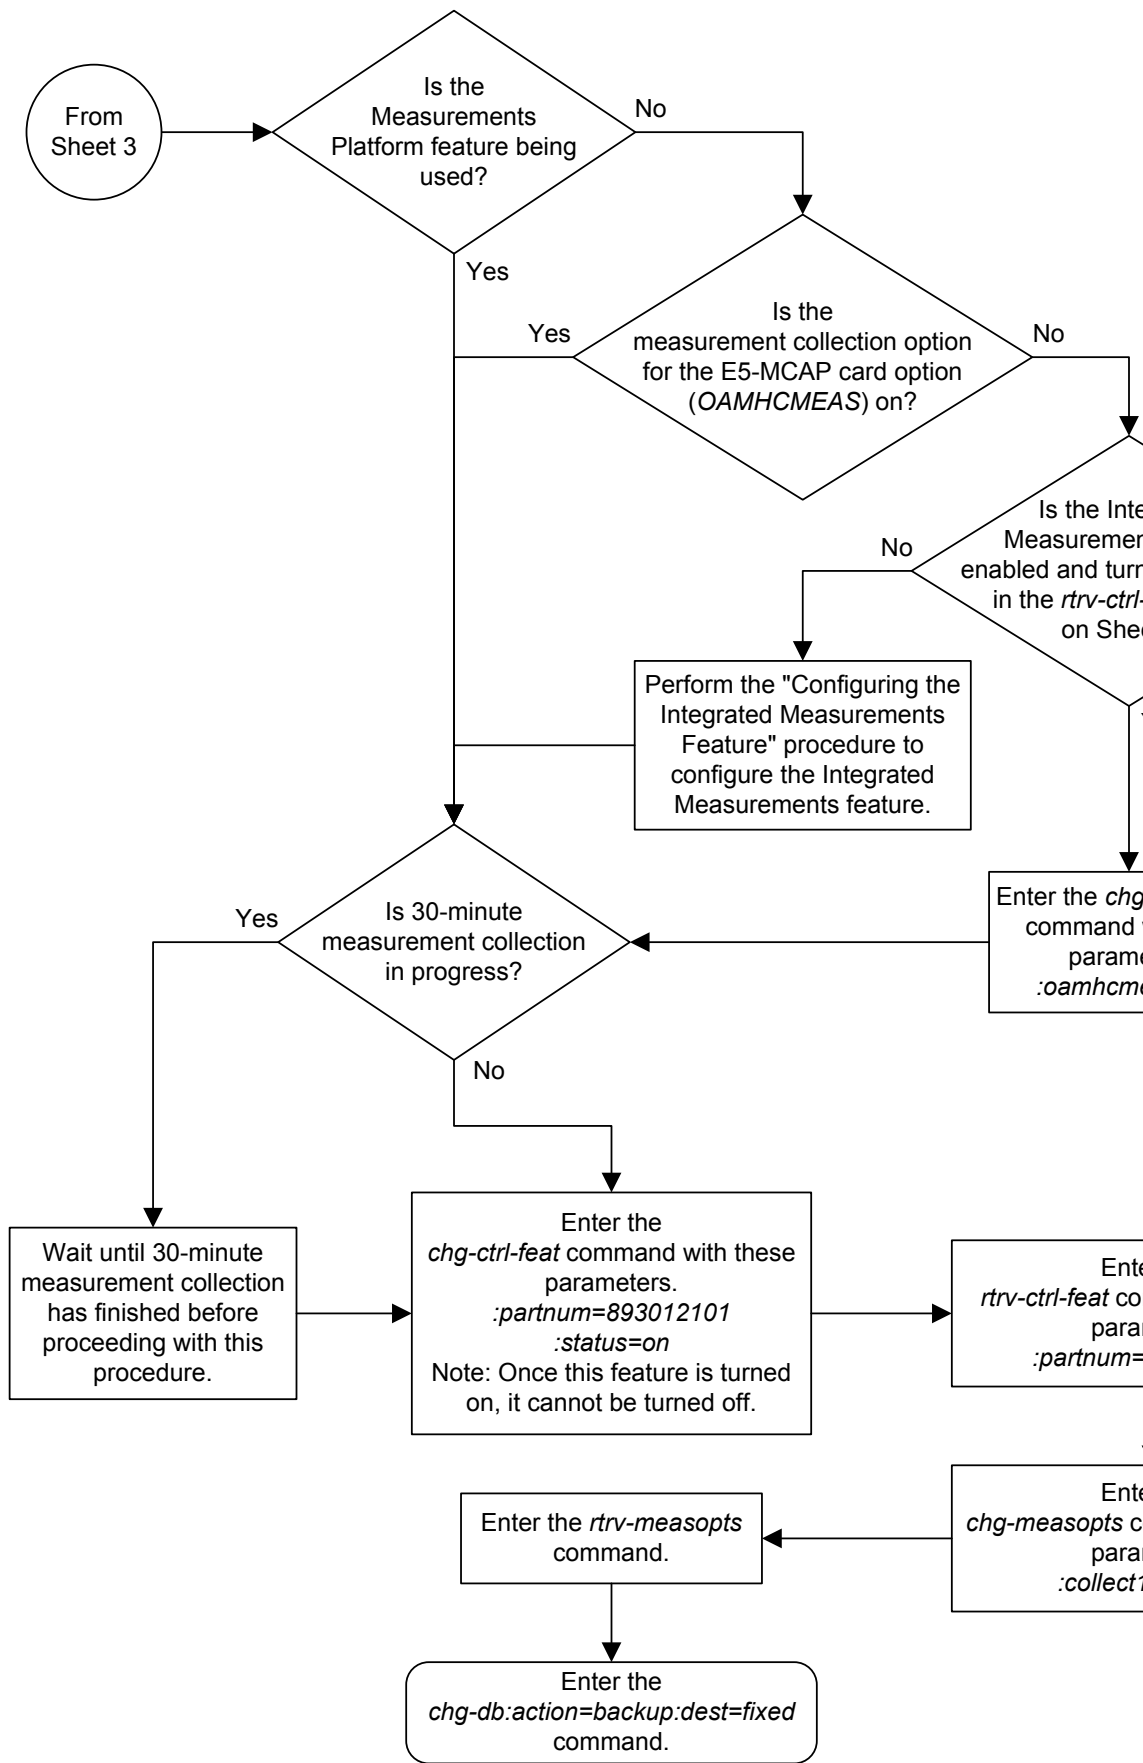 From
Sheet 3
Is the
Measurements
Platform feature being
used?
No
Yes
Is the
measurement collection option
for the E5-MCAP card option
(OAMHCMEAS) on?
Yes
No
Is the
Measuremen
enabled and turn
in the rtrv-ctrl-
on
No
Perform the "Configuring the
Integrated Measurements
Feature" procedure to
configure the Integrated
Measurements feature.
Enter the chg
command
parame
:oamhcme
Is 30-minute
measurement collection
in progress?
Yes
No
Wait until 30-minute
measurement collection
has finished before
proceeding with this
procedure.
Enter the
chg-ctrl-feat command with these
parameters.
:partnum=893012101
:status=on
Note: Once this feature is turned
on, it cannot be turned off.
Ente
rtrv-ctrl-feat co
para
:partnum=
Ente
chg-measopts c
para
:collect1
Enter the rtrv-measopts
command.
Enter the
chg-db:action=backup:dest=fixed
command.